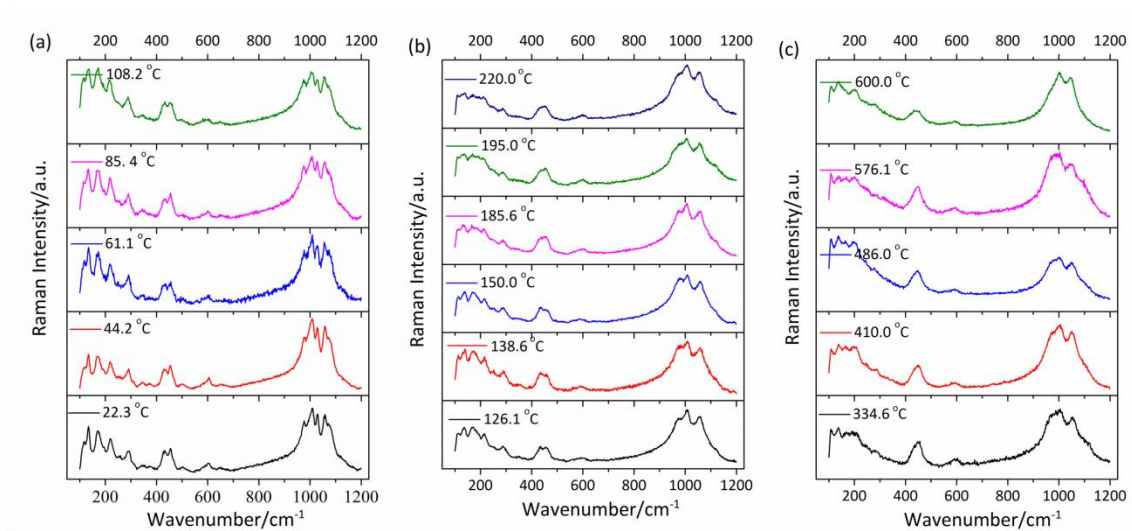 (a)
200 400 600 800 1000 1200
108.2 °C
85. 4 °C
61.1 °C
44.2 °C
22.3 °C
Raman Intensity/a.u.
200 400 600 800 1000 1200
Wavenumber/cm⁻¹
(b)
200 400 600 800 1000 1200
220.0 °C
195.0 °C
185.6 °C
150.0 °C
138.6 °C
126.1 °C
Raman Intensity/a.u.
200 400 600 800 1000 1200
Wavenumber/cm⁻¹
(c)
200 400 600 800 1000 1200
600.0 °C
576.1 °C
486.0 °C
410.0 °C
334.6 °C
Raman Intensity/a.u.
200 400 600 800 1000 1200
Wavenumber/cm⁻¹